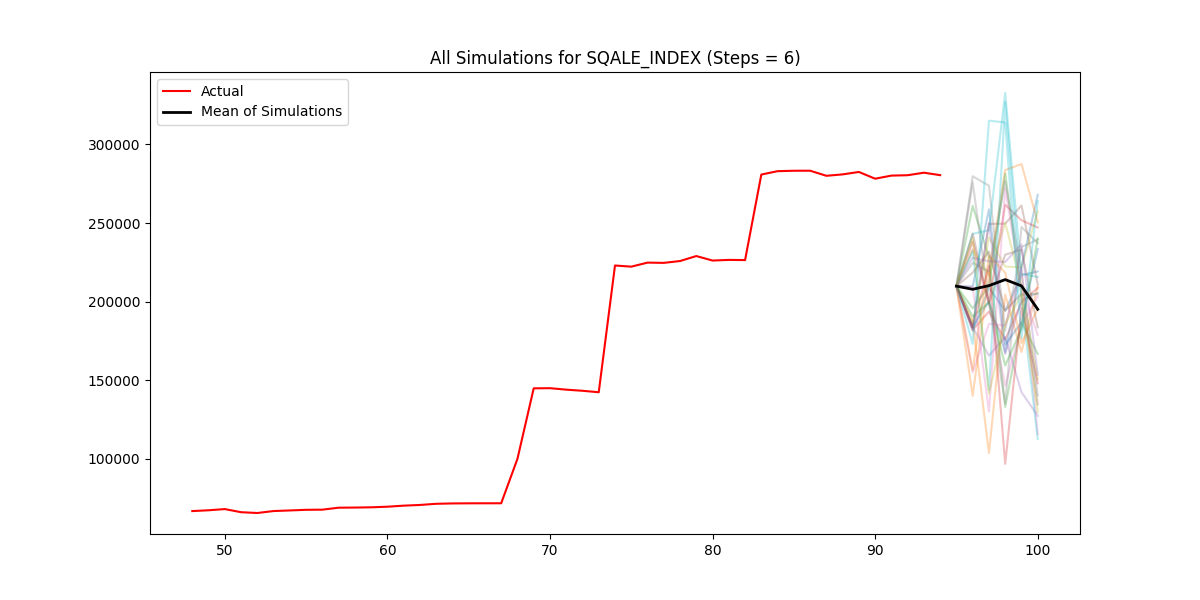 All Simulations for SQALE_INDEX (Steps = 6)
Actual
Mean of Simulations
300000
250000
200000
150000
100000
50 60 70 80 90 100